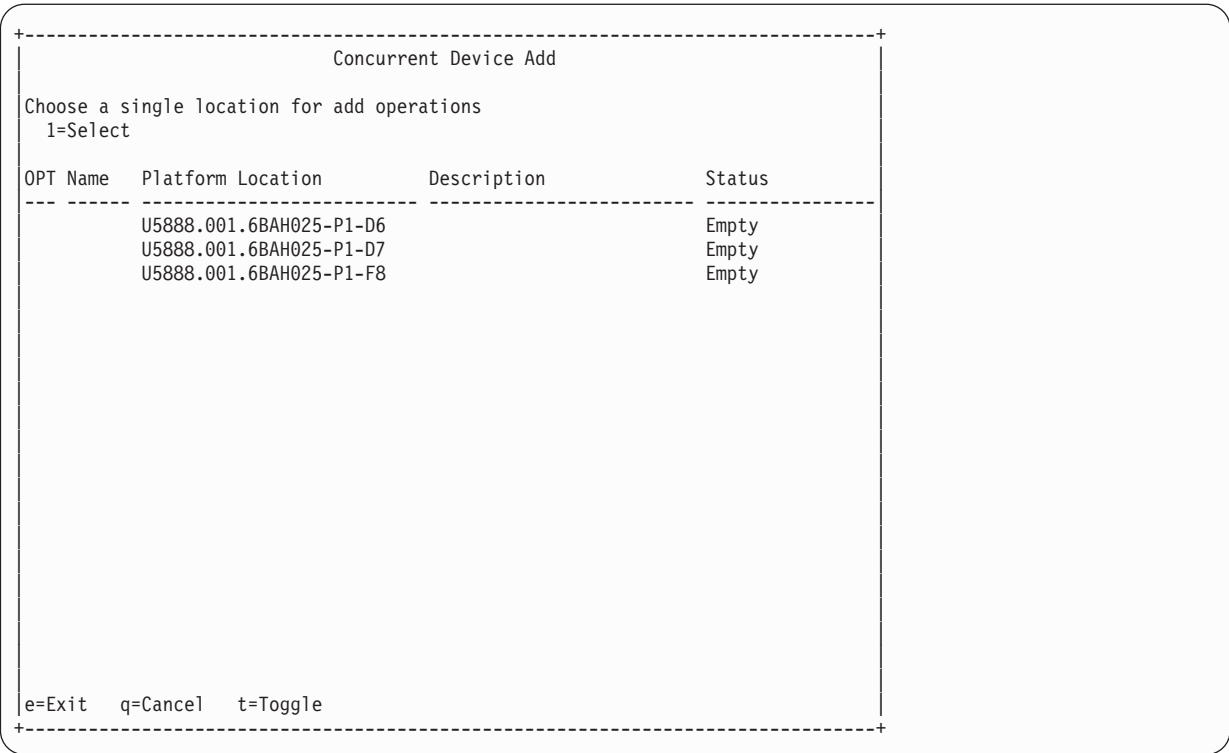 +--------------------------------------------------------------------------------+
Concurrent Device Add
Choose a single location for add operations
1=Select
OPT Name Platform Location Description Status
--- ------ -------------------------- ------------------------- ----------------
U5888.001.6BAH025-P1-D6 Empty
U5888.001.6BAH025-P1-D7 Empty
U5888.001.6BAH025-P1-F8 Empty
e=Exit q=Cancel t=Toggle
+--------------------------------------------------------------------------------+